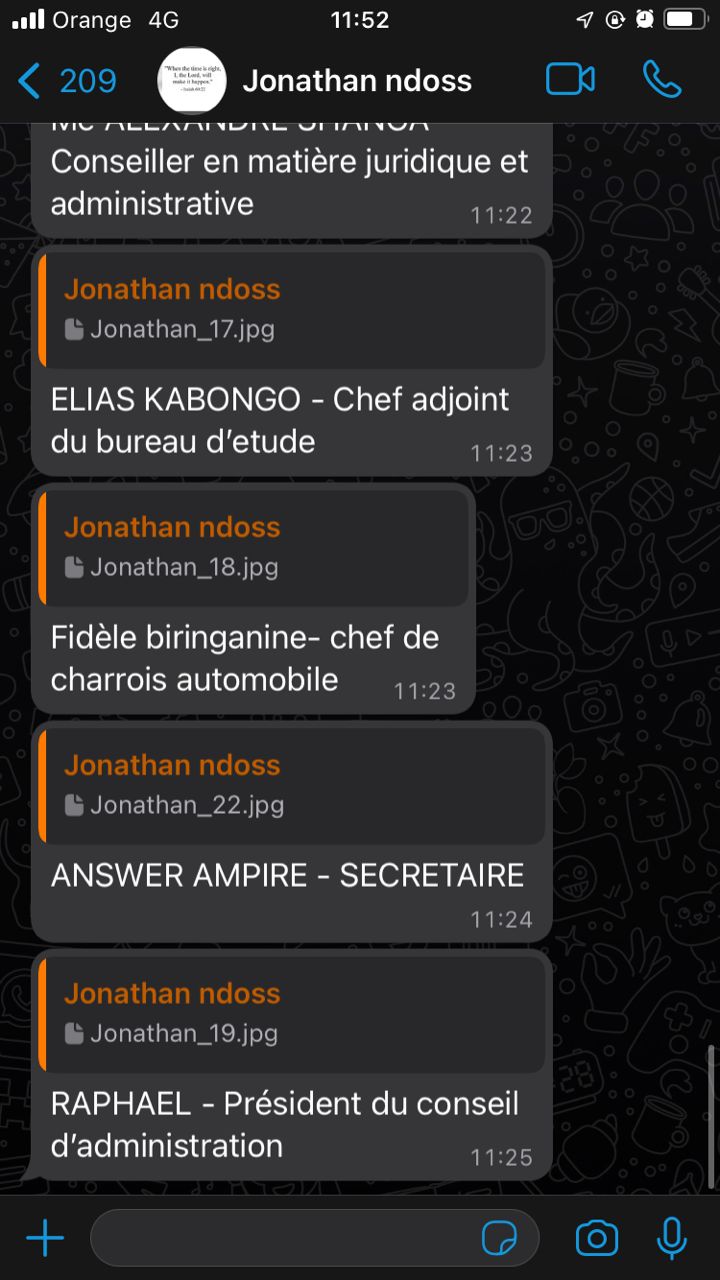 Orange 4G 11:52
209 Jonathan ndoss
"When the time is right,
I, the Lord, will
make it happen."
- Isaiah 60:22
Conseiller en matière juridique et
administrative
11:22
Jonathan ndoss
Jonathan_17.jpg
ELIAS KABONGO - Chef adjoint
du bureau d'etude
11:23
Jonathan ndoss
Jonathan_18.jpg
Fidèle biringanine- chef de
charrois automobile
11:23
Jonathan ndoss
Jonathan_22.jpg
ANSWER AMPIRE - SECRETAIRE
11:24
Jonathan ndoss
Jonathan_19.jpg
RAPHAEL - Président du conseil
d'administration
11:25